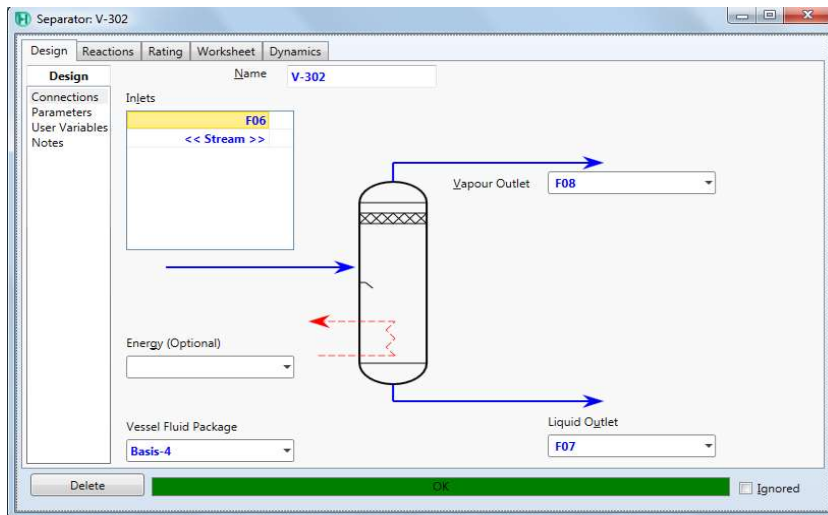 Separator: V-302
Design Reactions Rating Worksheet Dynamics
Design
Connections
Parameters
User Variables
Notes
Name V-302
Inlets
F06
<< Stream >>
Vapour Outlet F08
Energy (Optional)
Vessel Fluid Package
Basis-4
Liquid Outlet
F07
Delete OK Ignored